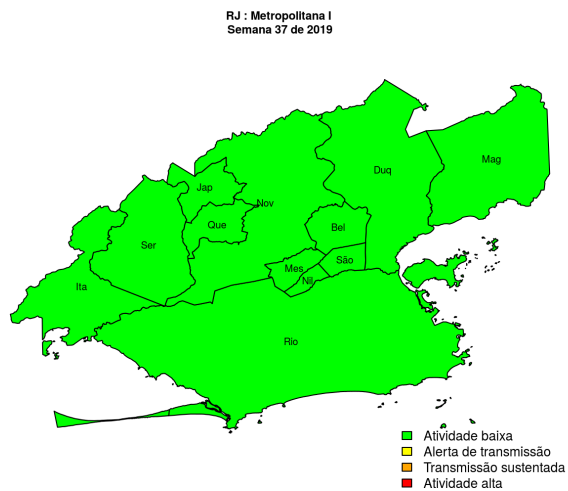 RJ : Metropolitana I
Semana 37 de 2019
Mag
Duq
Jap
Nov
Que
Bel
Ser
São
Mes
Nil
Ita
Rio
Atividade baixa
Alerta de transmissão
Transmissão sustentada
Atividade alta